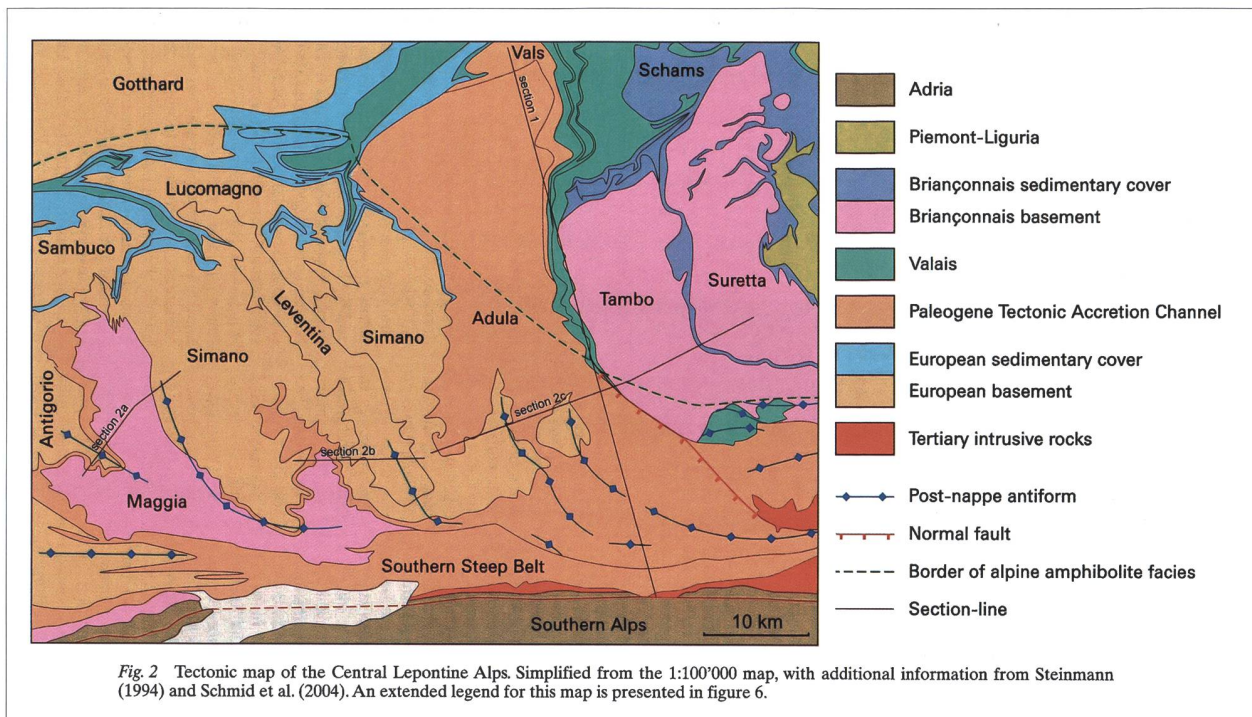 Gotthard
Vals
Schams
section 1
Lucomagno
Sambuco
Leventina
Simano
Adula
Tambo
Suretta
Simano
Antigorio
section 2a
section 2b
section 2c
Maggia
Southern Steep Belt
Southern Alps
10 km
Adria
Piemont-Liguria
Briançonnais sedimentary cover
Briançonnais basement
Valais
Paleogene Tectonic Accretion Channel
European sedimentary cover
European basement
Tertiary intrusive rocks
Post-nappe antiform
Normal fault
Border of alpine amphibolite facies
Section-line
Fig. 2 Tectonic map of the Central Lepontine Alps. Simplified from the 1:100'000 map, with additional information from Steinmann
(1994) and Schmid et al. (2004). An extended legend for this map is presented in figure 6.